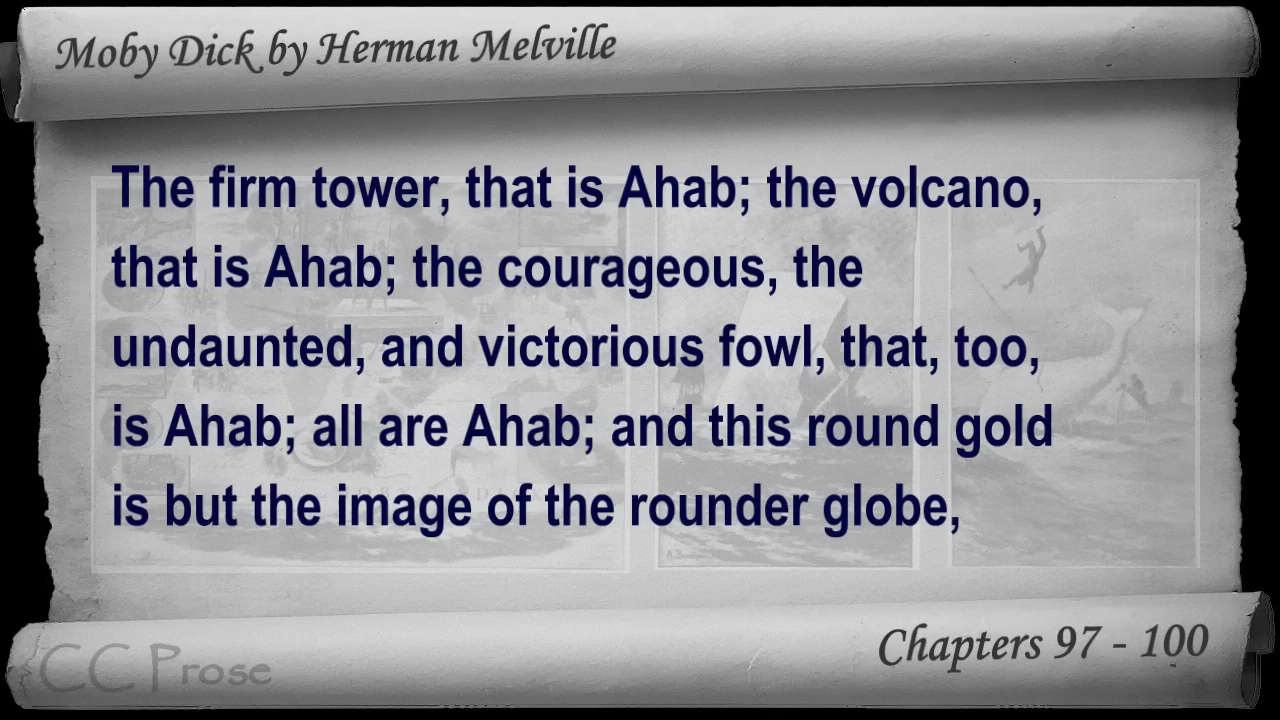 Moby Dick by Herman Melville
The firm tower, that is Ahab; the volcano,
that is Ahab; the courageous, the
undaunted, and victorious fowl, that, too,
is Ahab; all are Ahab; and this round gold
is but the image of the rounder globe,
Chapters 97 - 100
CC Prose